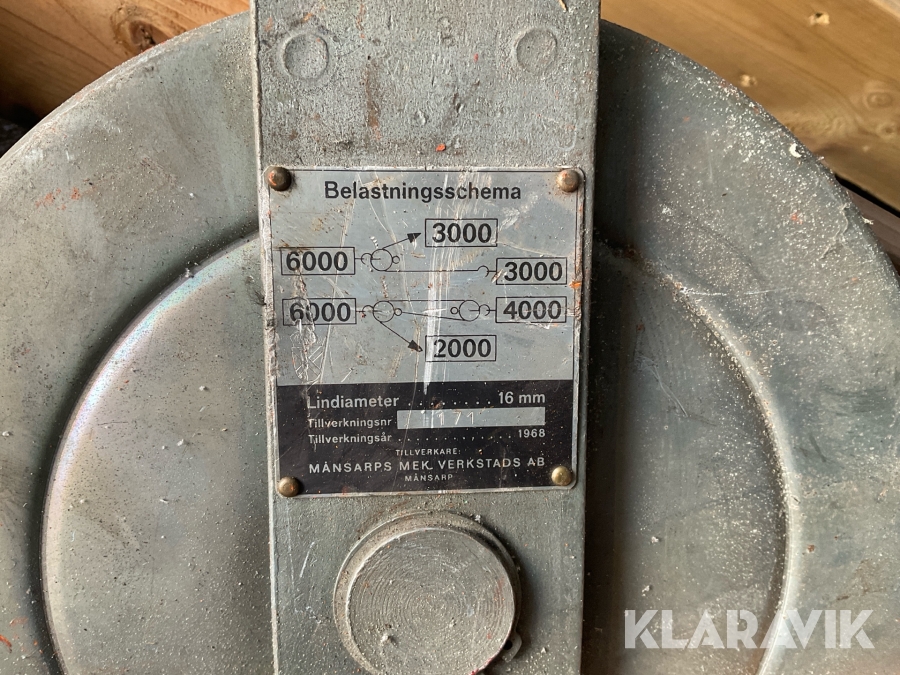 Belastningsschema
3000
6000
3000
6000
4000
2000
Lindiameter ........ 16 mm
Tillverkningsnr 1171
Tillverkningsår .............. 1968
TILLVERKARE:
MÅNSARPS MEK. VERKSTADS AB
MÅNSARP
KLARAVIK